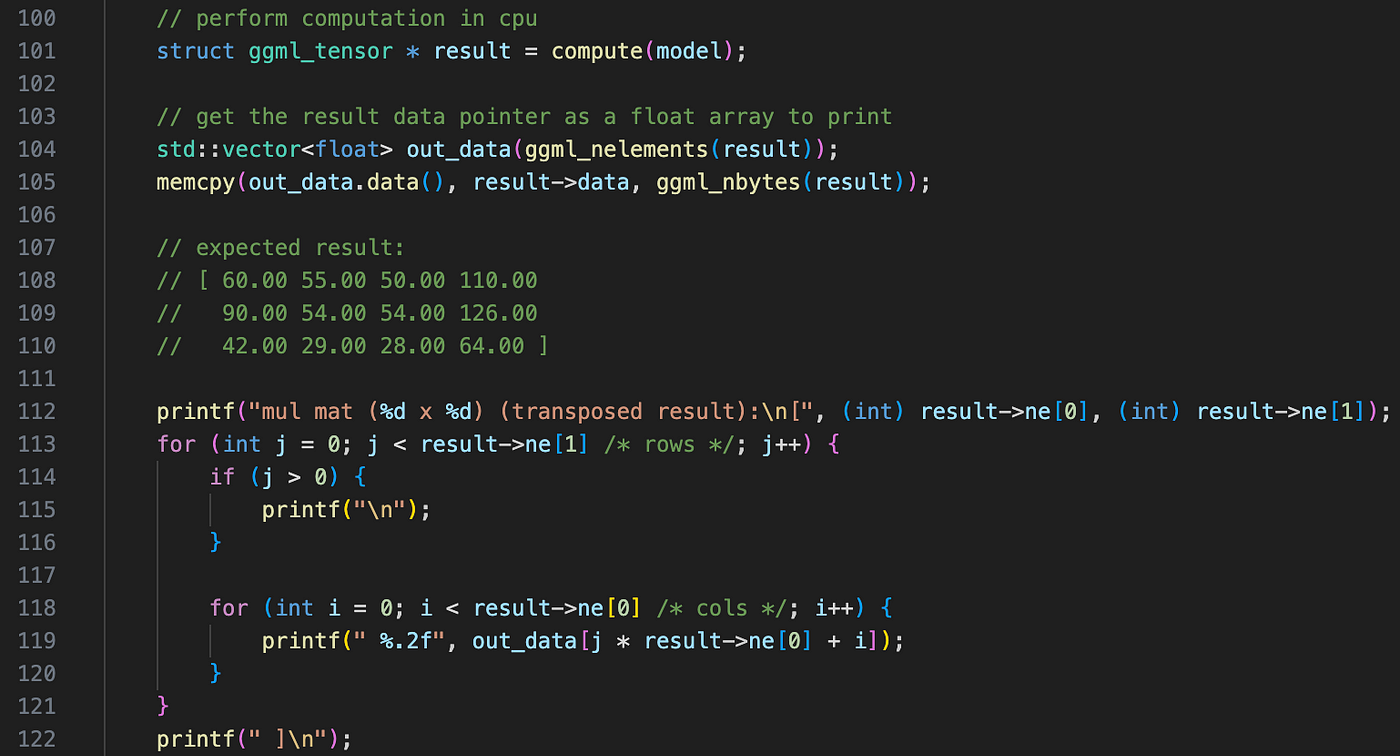 100 // perform computation in cpu
101 struct ggml_tensor * result = compute(model);
102
103 // get the result data pointer as a float array to print
104 std::vector<float> out_data(ggml_nelements(result));
105 memcpy(out_data.data(), result->data, ggml_nbytes(result));
106
107 // expected result:
108 // [ 60.00 55.00 50.00 110.00
109 //   90.00 54.00 54.00 126.00
110 //   42.00 29.00 28.00 64.00 ]
111
112 printf("mul mat (%d x %d) (transposed result):\n[", (int) result->ne[0], (int) result->ne[1]);
113 for (int j = 0; j < result->ne[1] /* rows */; j++) {
114     if (j > 0) {
115         printf("\n");
116     }
117
118     for (int i = 0; i < result->ne[0] /* cols */; i++) {
119         printf(" %.2f", out_data[j * result->ne[0] + i]);
120     }
121 }
122 printf(" ]\n");